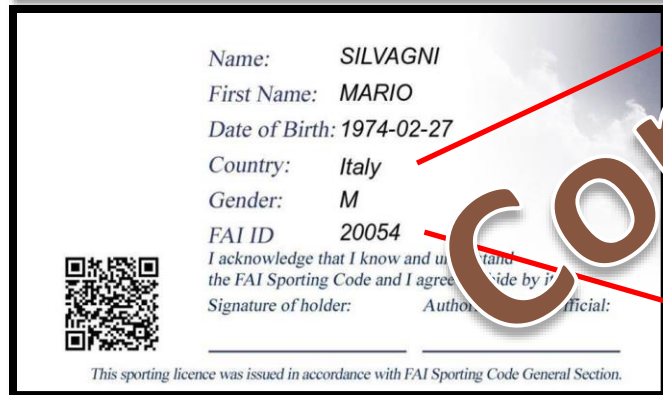 Name: SILVAGNI
First Name: MARIO
Date of Birth: 1974-02-27
Country: Italy
Gender: M
FAI ID 20054
I acknowledge that I know and
the FAI Sporting Code and I agree by
Signature of holder:
This sporting licence was issued in accordance with FAI Sporting Code General Section.